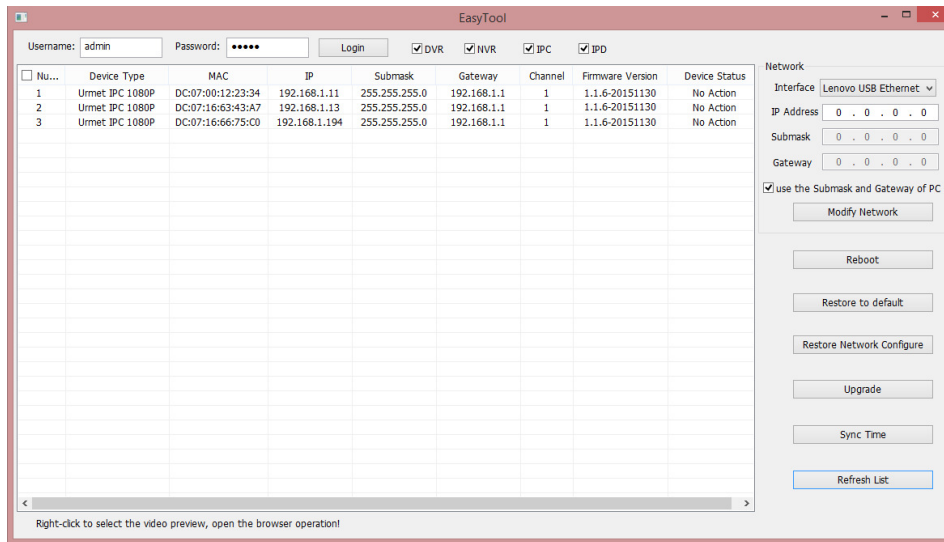 EasyTool
Username: admin Password: ••••• Login DVR NVR IPC IPD
Nu... Device Type MAC IP Submask Gateway Channel Firmware Version Device Status
1 Urmet IPC 1080P DC:07:00:12:23:34 192.168.1.11 255.255.255.0 192.168.1.1 1 1.1.6-20151130 No Action
2 Urmet IPC 1080P DC:07:16:63:43:A7 192.168.1.13 255.255.255.0 192.168.1.1 1 1.1.6-20151130 No Action
3 Urmet IPC 1080P DC:07:16:66:75:C0 192.168.1.194 255.255.255.0 192.168.1.1 1 1.1.6-20151130 No Action
Network
Interface Lenovo USB Ethernet
IP Address 0 . 0 . 0 . 0
Submask 0 . 0 . 0 . 0
Gateway 0 . 0 . 0 . 0
use the Submask and Gateway of PC
Modify Network
Reboot
Restore to default
Restore Network Configure
Upgrade
Sync Time
Refresh List
Right-click to select the video preview, open the browser operation!